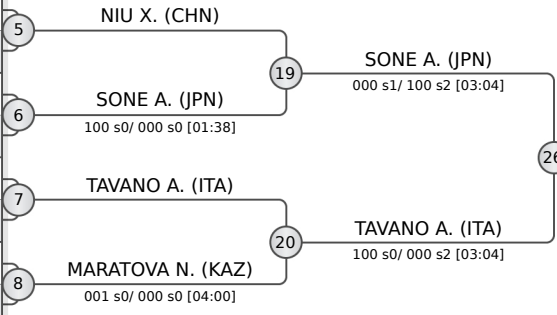 NIU X. (CHN)
5
19
SONE A. (JPN)
000 s1/ 100 s2 [03:04]
SONE A. (JPN)
6
100 s0/ 000 s0 [01:38]
26
TAVANO A. (ITA)
7
20
TAVANO A. (ITA)
100 s0/ 000 s2 [03:04]
MARATOVA N. (KAZ)
8
001 s0/ 000 s0 [04:00]